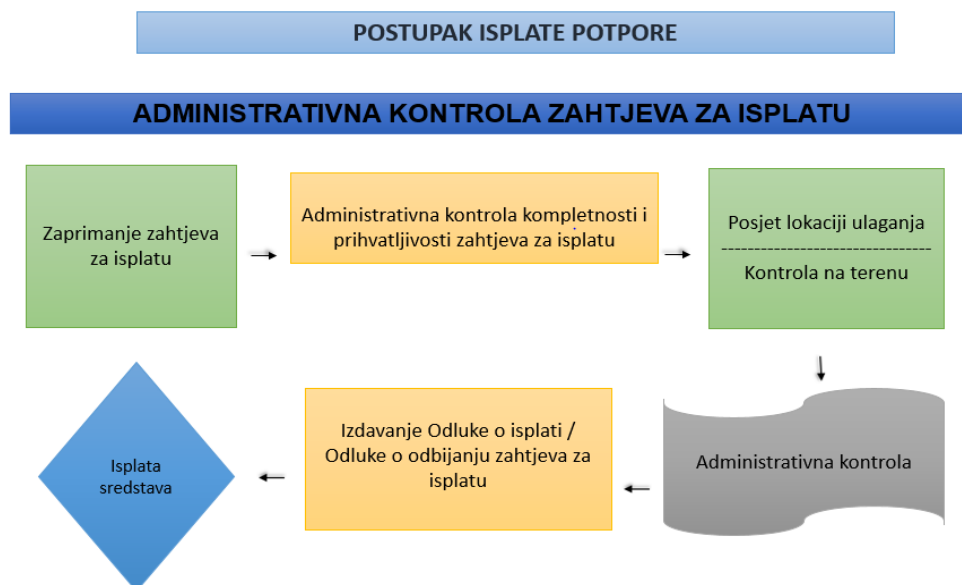 POSTUPAK ISPLATE POTPORE
ADMINISTRATIVNA KONTROLA ZAHTJEVA ZA ISPLATU
Zaprimanje zahtjeva
za isplatu
Administrativna kontrola kompletnosti i
prihvatljivosti zahtjeva za isplatu
Posjet lokaciji ulaganja
-----------------------------
Kontrola na terenu
Administrativna kontrola
Izdavanje Odluke o isplati /
Odluke o odbijanju zahtjeva za
isplatu
Isplata
sredstava